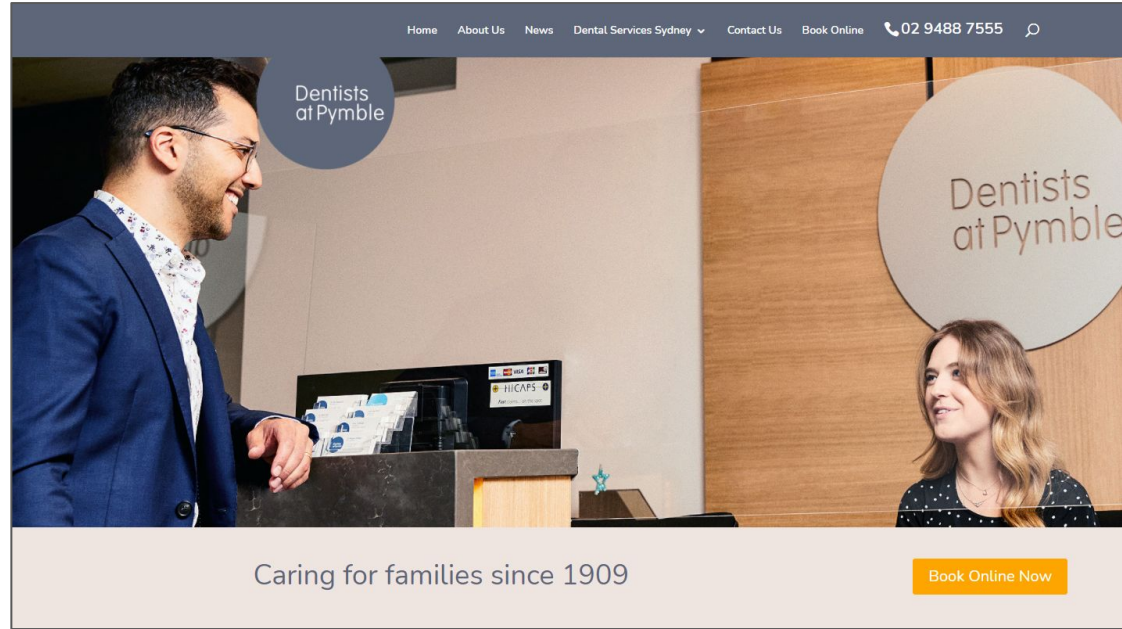 Home About Us News Dental Services Sydney Contact Us Book Online 02 9488 7555
Dentists
at Pymble
Dentists
at Pymble
VISA
HICAPS
Caring for families since 1909
Book Online Now